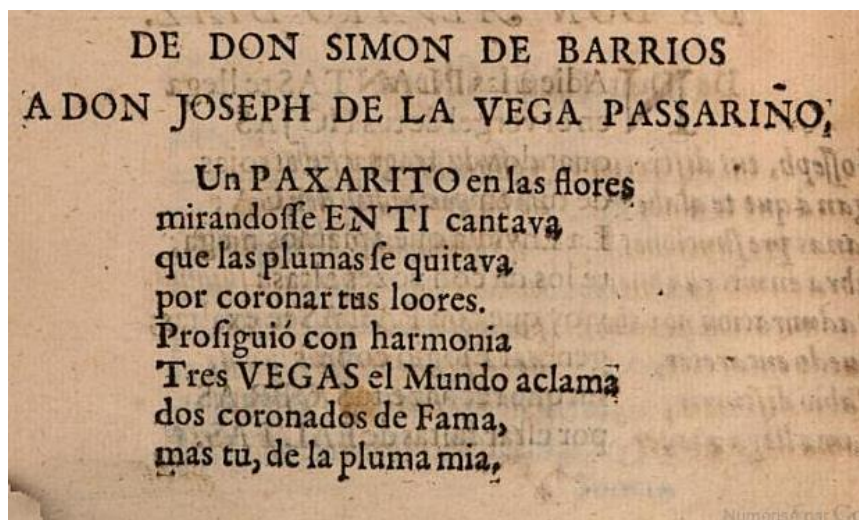 DE DON SIMON DE BARRIOS
A DON JOSEPH DE LA VEGA PASSARIÑO,
Un PAXARITO en las flores
mirandoſſe EN TI cantava
que las plumas ſe quitava
por coronar tus loores.
Proſiguió con harmonia
Tres VEGAS el Mundo aclama
dos coronados de Fama,
mas tu, de la pluma mia,